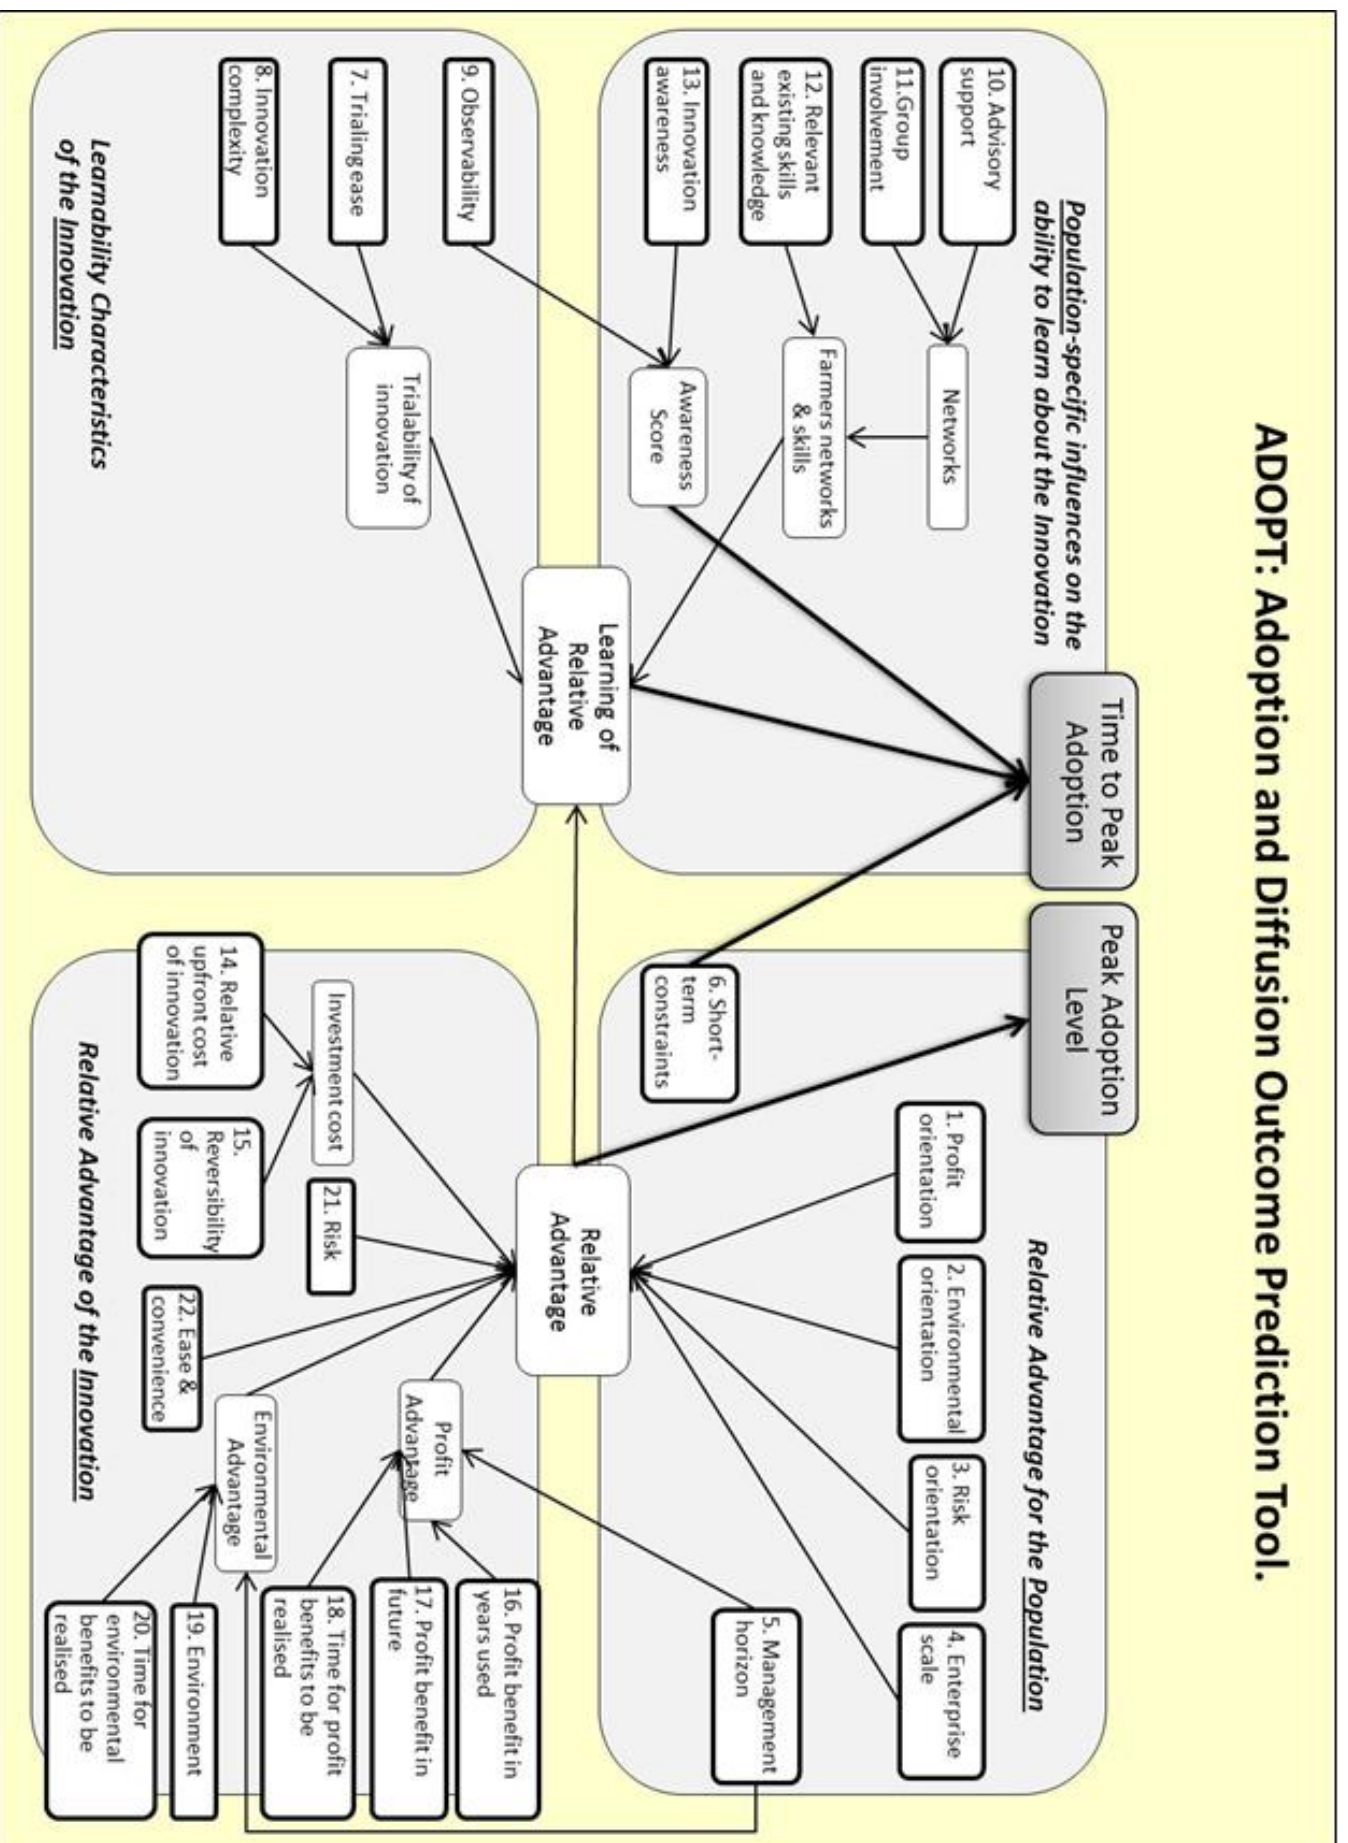 ADOPT: Adoption and Diffusion Outcome Prediction Tool.
Time to Peak
Adoption
Peak Adoption
Level
Population-specific influences on the
ability to learn about the Innovation
10. Advisory
support
11.Group
involvement
12. Relevant
existing skills
and knowledge
13. Innovation
awareness
Networks
Farmers networks
& skills
Awareness
Score
Relative Advantage for the Population
1. Profit
orientation
2. Environmental
orientation
3. Risk
orientation
4. Enterprise
scale
5. Management
horizon
6. Short-
term
constraints
Learning of
Relative
Advantage
Relative
Advantage
9. Observability
7. Trialing ease
8. Innovation
complexity
Trialability of
innovation
Learnability Characteristics
of the Innovation
Investment cost
14. Relative
upfront cost
of innovation
15.
Reversibility
of
innovation
21. Risk
22. Ease &
convenience
Profit
Advantage
Environmental
Advantage
16. Profit benefit in
years used
17. Profit benefit in
future
18. Time for profit
benefits to be
realised
19. Environment
20. Time for
environmental
benefits to be
realised
Relative Advantage of the Innovation